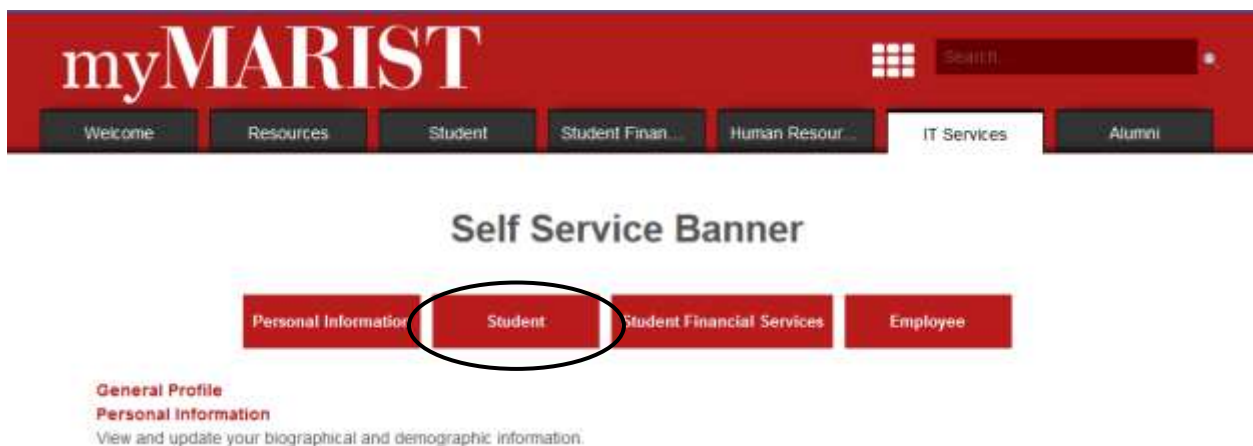 myMARIST
Search...
Welcome Resources Student Student Finan... Human Resour... IT Services Alumni
Self Service Banner
Personal Information Student Student Financial Services Employee
General Profile
Personal Information
View and update your biographical and demographic information.